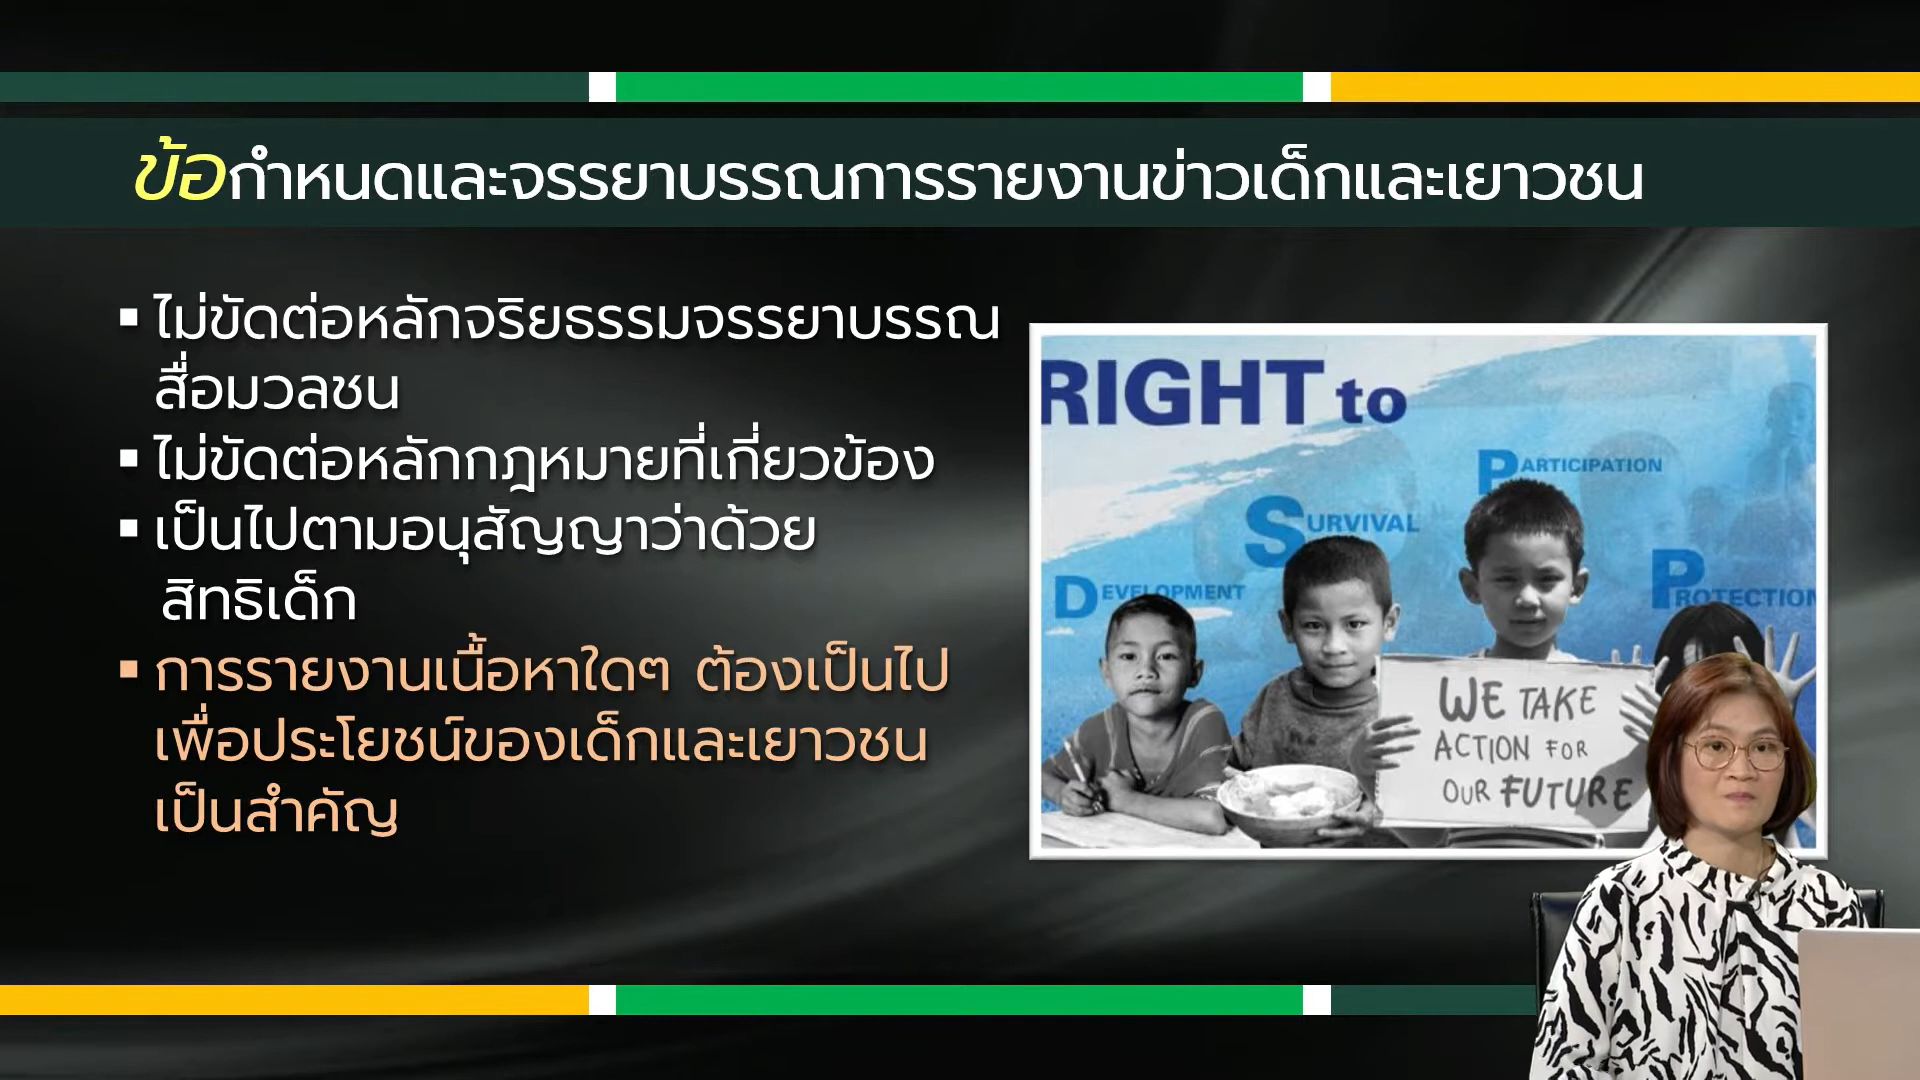 ข้อกำหนดและจรรยาบรรณการรายงานข่าวเด็กและเยาวชน
▪ ไม่ขัดต่อหลักจริยธรรมจรรยาบรรณ
สื่อมวลชน
▪ ไม่ขัดต่อหลักกฎหมายที่เกี่ยวข้อง
▪ เป็นไปตามอนุสัญญาว่าด้วย
สิทธิเด็ก
▪ การรายงานเนื้อหาใดๆ ต้องเป็นไป
เพื่อประโยชน์ของเด็กและเยาวชน
เป็นสำคัญ
RIGHT to
PARTICIPATION
SURVIVAL
DEVELOPMENT
PROTECTION
WE TAKE
ACTION FOR
OUR FUTURE